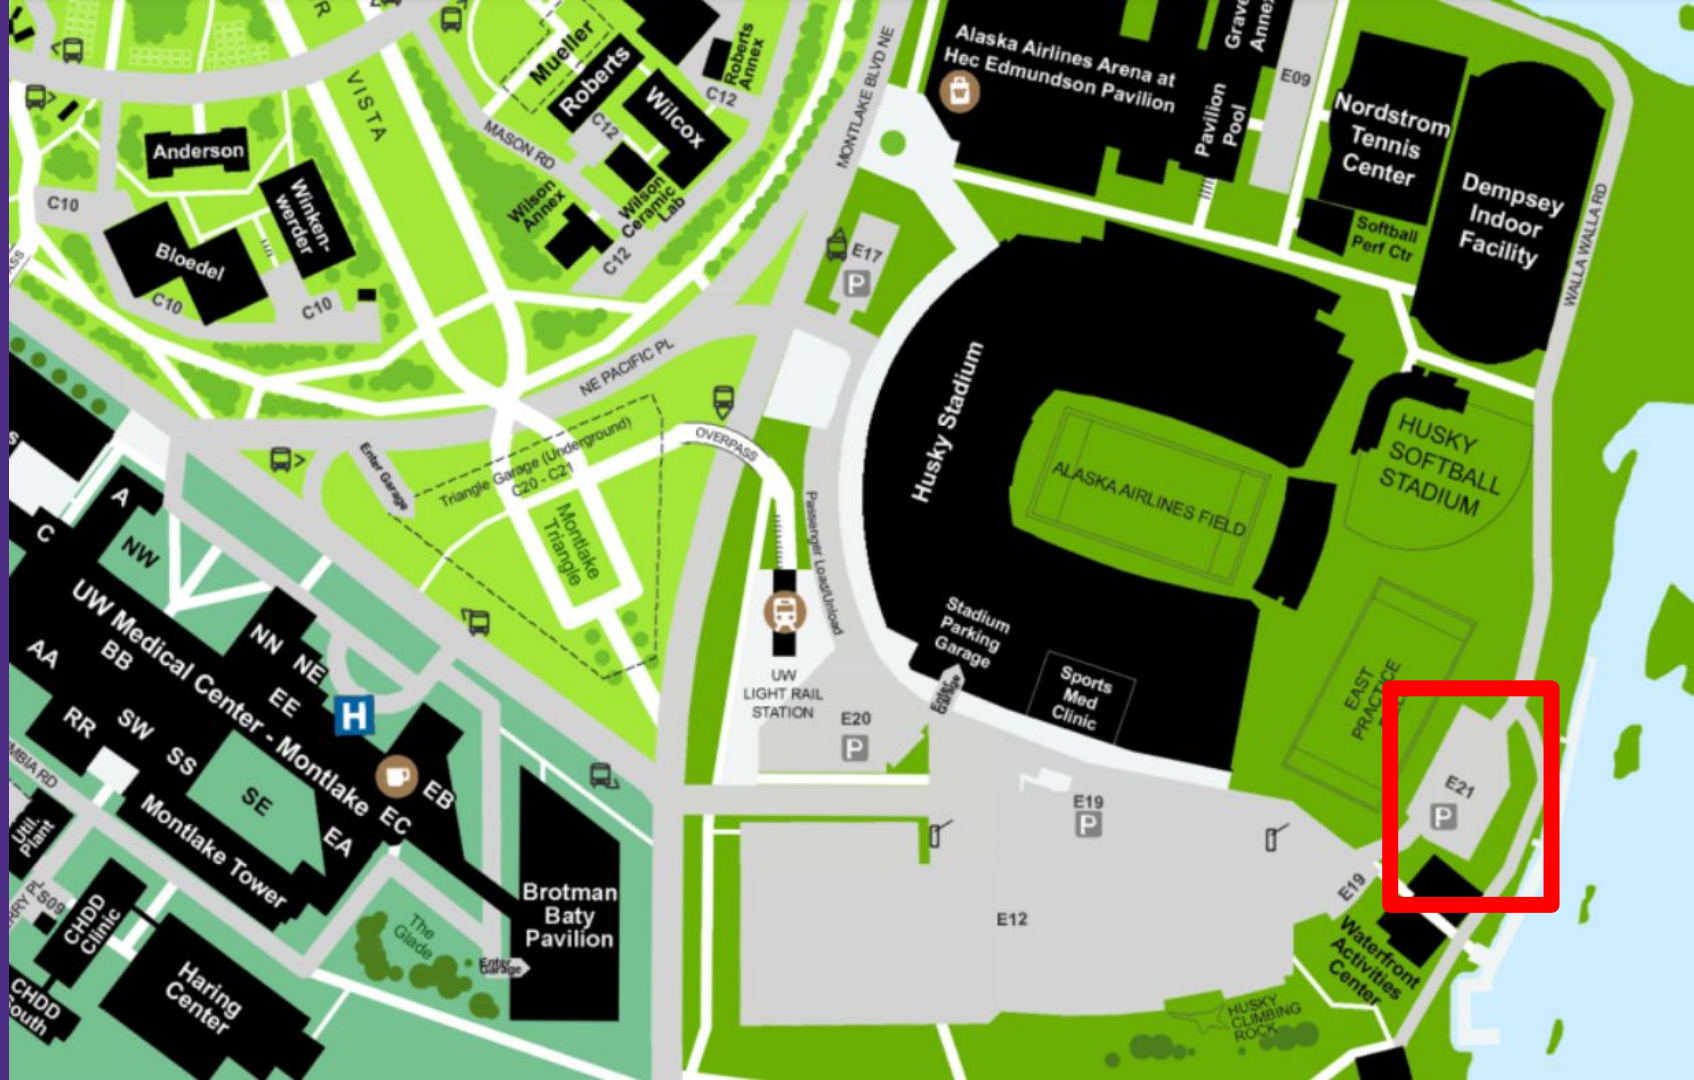 VISTA
Mueller
Roberts
Roberts
Annex
Wilcox
C12
C12
MASON RD
Wilson
Annex
Wilson
Ceramic
Lab
C12
Anderson
Winken-
werder
Bloedel
C10
C10
C10
MONTLAKE BLVD NE
Alaska Airlines Arena at
Hec Edmundson Pavilion
Pavilion
Pool
Annex
E09
Nordstrom
Tennis
Center
Dempsey
Indoor
Facility
Softball
Perf Ctr
WALLA WALLA RD
E17
P
NE PACIFIC PL
Husky Stadium
ALASKA AIRLINES FIELD
HUSKY
SOFTBALL
STADIUM
OVERPASS
Enter Garage
Triangle Garage (Underground)
C20 - C21
Montlake
Triangle
Passenger Load/Unload
A
C
NW
UW Medical Center - Montlake
NN
NE
AA
BB
EE
RR
SW
SS
SE
H
EB
EC
EA
Montlake Tower
Stadium
Parking
Garage
Enter
Garage
Sports
Med
Clinic
UW
LIGHT RAIL
STATION
E20
P
EAST
PRACTICE
E21
P
E19
P
E19
E12
Util.
Plant
S09
CHDD
Clinic
CHDD
Haring
Center
The
Glade
Enter
Garage
Brotman
Baty
Pavilion
Waterfront
Activities
Center
HUSKY
CLIMBING
ROCK